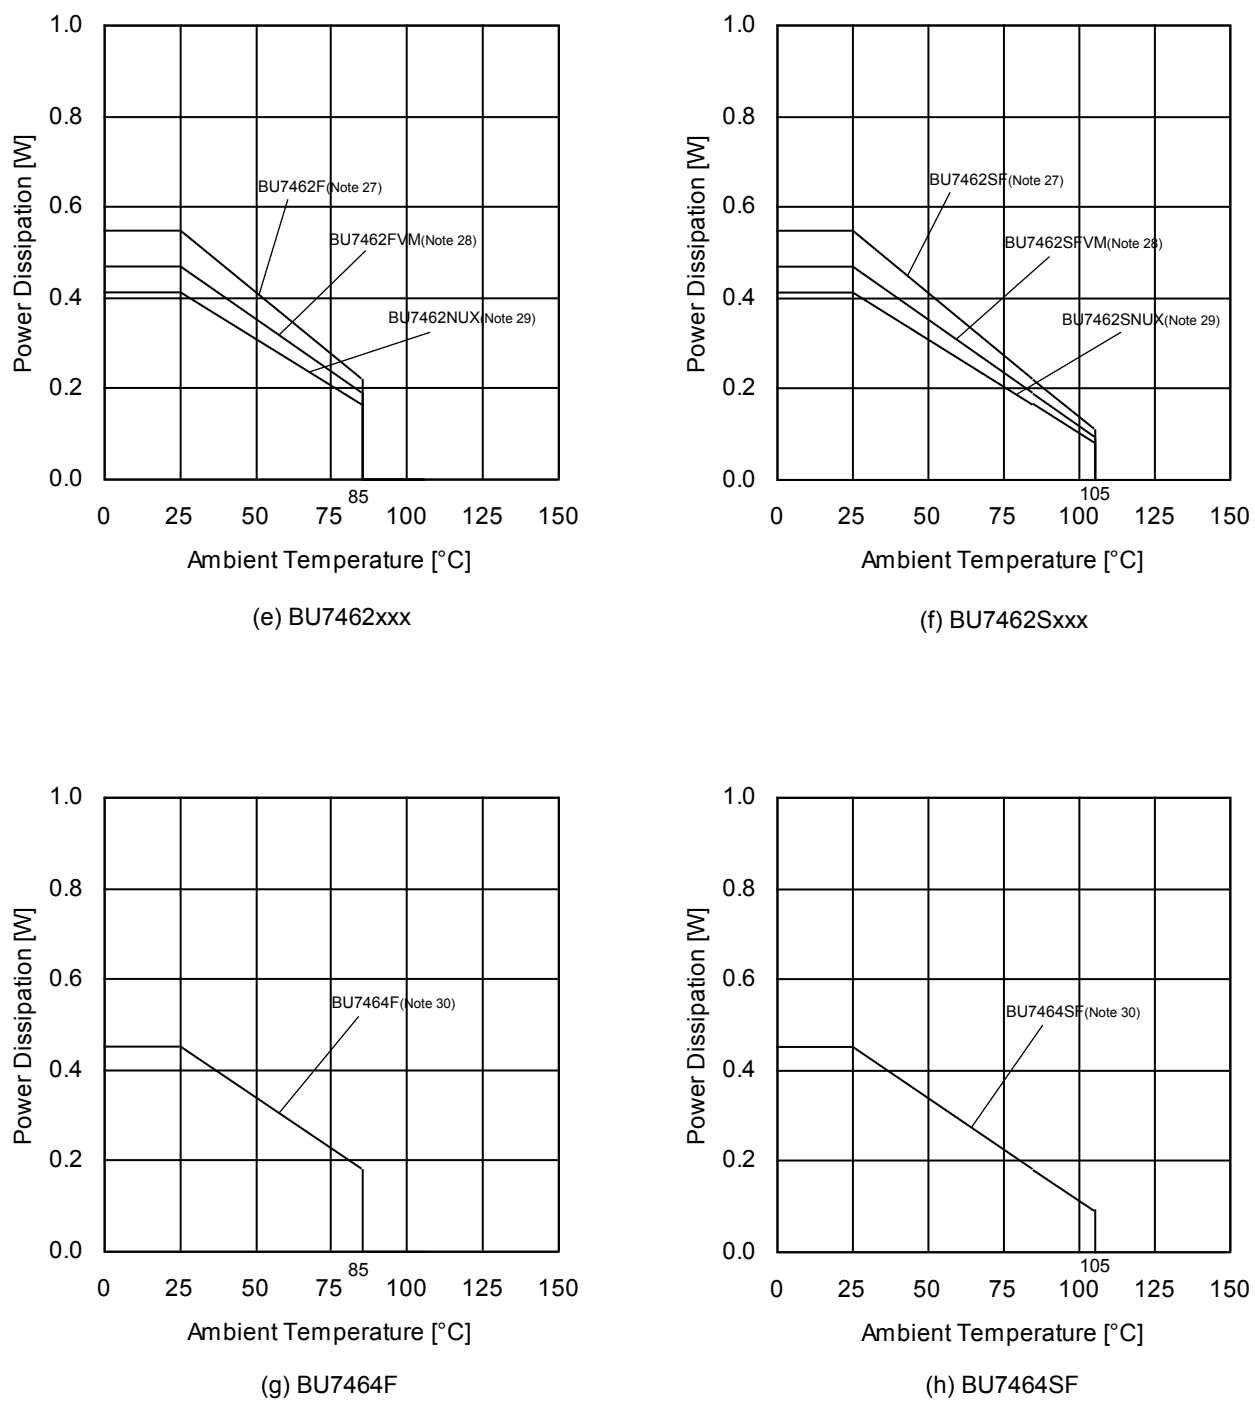 1.0
0.8
0.6
0.4
0.2
0.0
Power Dissipation [W]
BU7462F(Note 27)
BU7462FVM(Note 28)
BU7462NUX(Note 29)
85
0 25 50 75 100 125 150
Ambient Temperature [°C]
(e) BU7462xxx
1.0
0.8
0.6
0.4
0.2
0.0
Power Dissipation [W]
BU7462SF(Note 27)
BU7462SFVM(Note 28)
BU7462SNUX(Note 29)
105
0 25 50 75 100 125 150
Ambient Temperature [°C]
(f) BU7462Sxxx
1.0
0.8
0.6
0.4
0.2
0.0
Power Dissipation [W]
BU7464F(Note 30)
85
0 25 50 75 100 125 150
Ambient Temperature [°C]
(g) BU7464F
1.0
0.8
0.6
0.4
0.2
0.0
Power Dissipation [W]
BU7464SF(Note 30)
105
0 25 50 75 100 125 150
Ambient Temperature [°C]
(h) BU7464SF